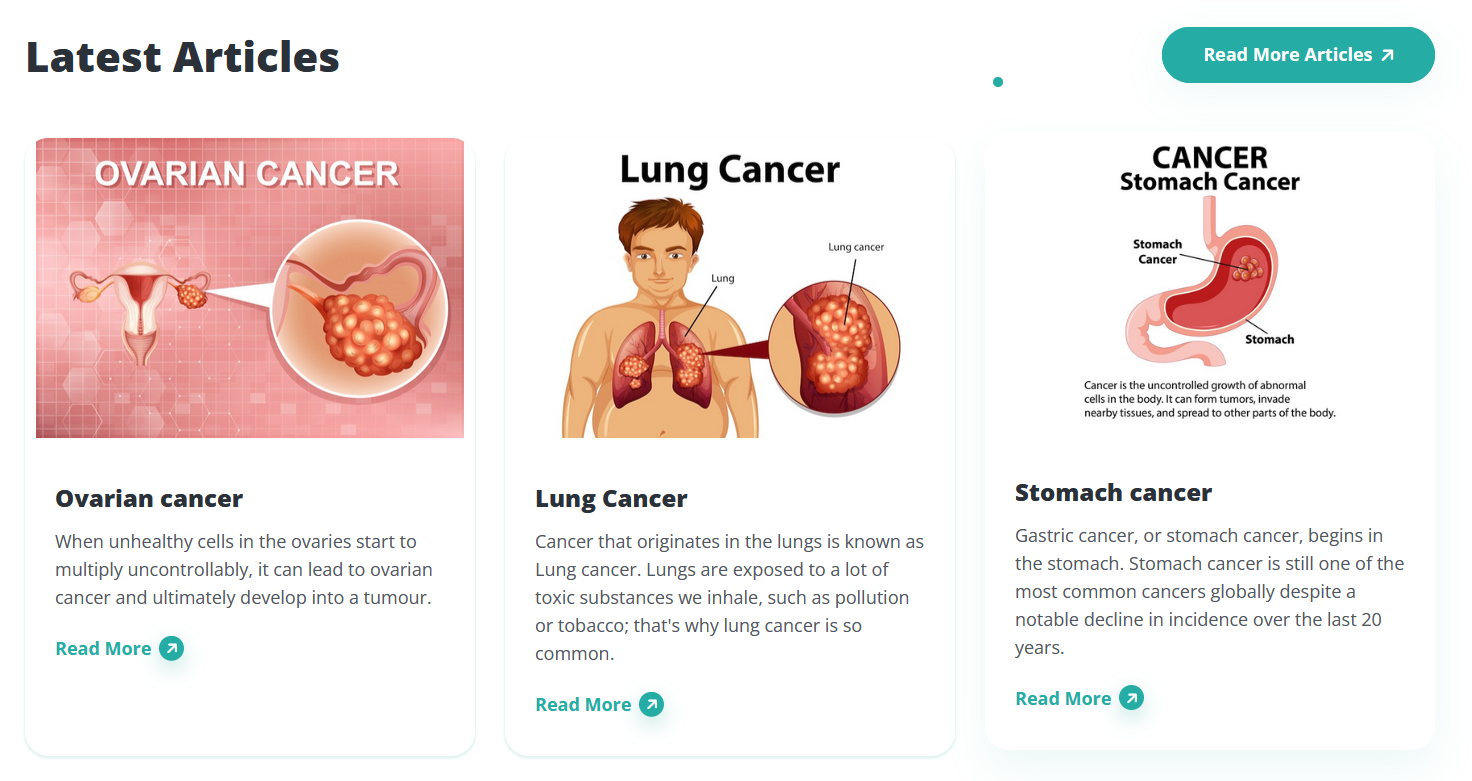 Latest Articles
Read More Articles
OVARIAN CANCER
Ovarian cancer
When unhealthy cells in the ovaries start to
multiply uncontrollably, it can lead to ovarian
cancer and ultimately develop into a tumour.
Read More
Lung Cancer
Lung cancer
Lung
Lung Cancer
Cancer that originates in the lungs is known as
Lung cancer. Lungs are exposed to a lot of
toxic substances we inhale, such as pollution
or tobacco; that's why lung cancer is so
common.
Read More
CANCER
Stomach Cancer
Stomach
Cancer
Stomach
Cancer is the uncontrolled growth of abnormal
cells in the body. It can form tumors, invade
nearby tissues, and spread to other parts of the body.
Stomach cancer
Gastric cancer, or stomach cancer, begins in
the stomach. Stomach cancer is still one of the
most common cancers globally despite a
notable decline in incidence over the last 20
years.
Read More